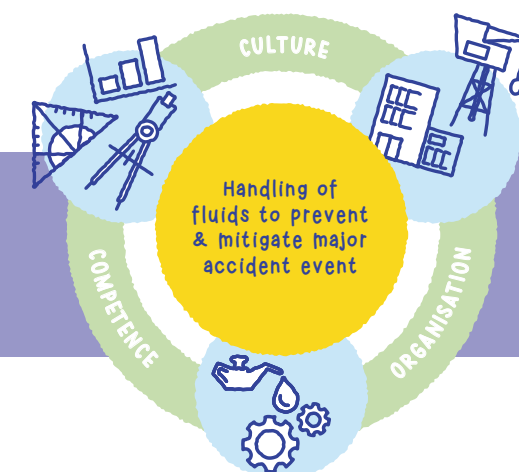 CULTURE
Handling of
fluids to prevent
& mitigate major
accident event
COMPETENCE
ORGANISATION